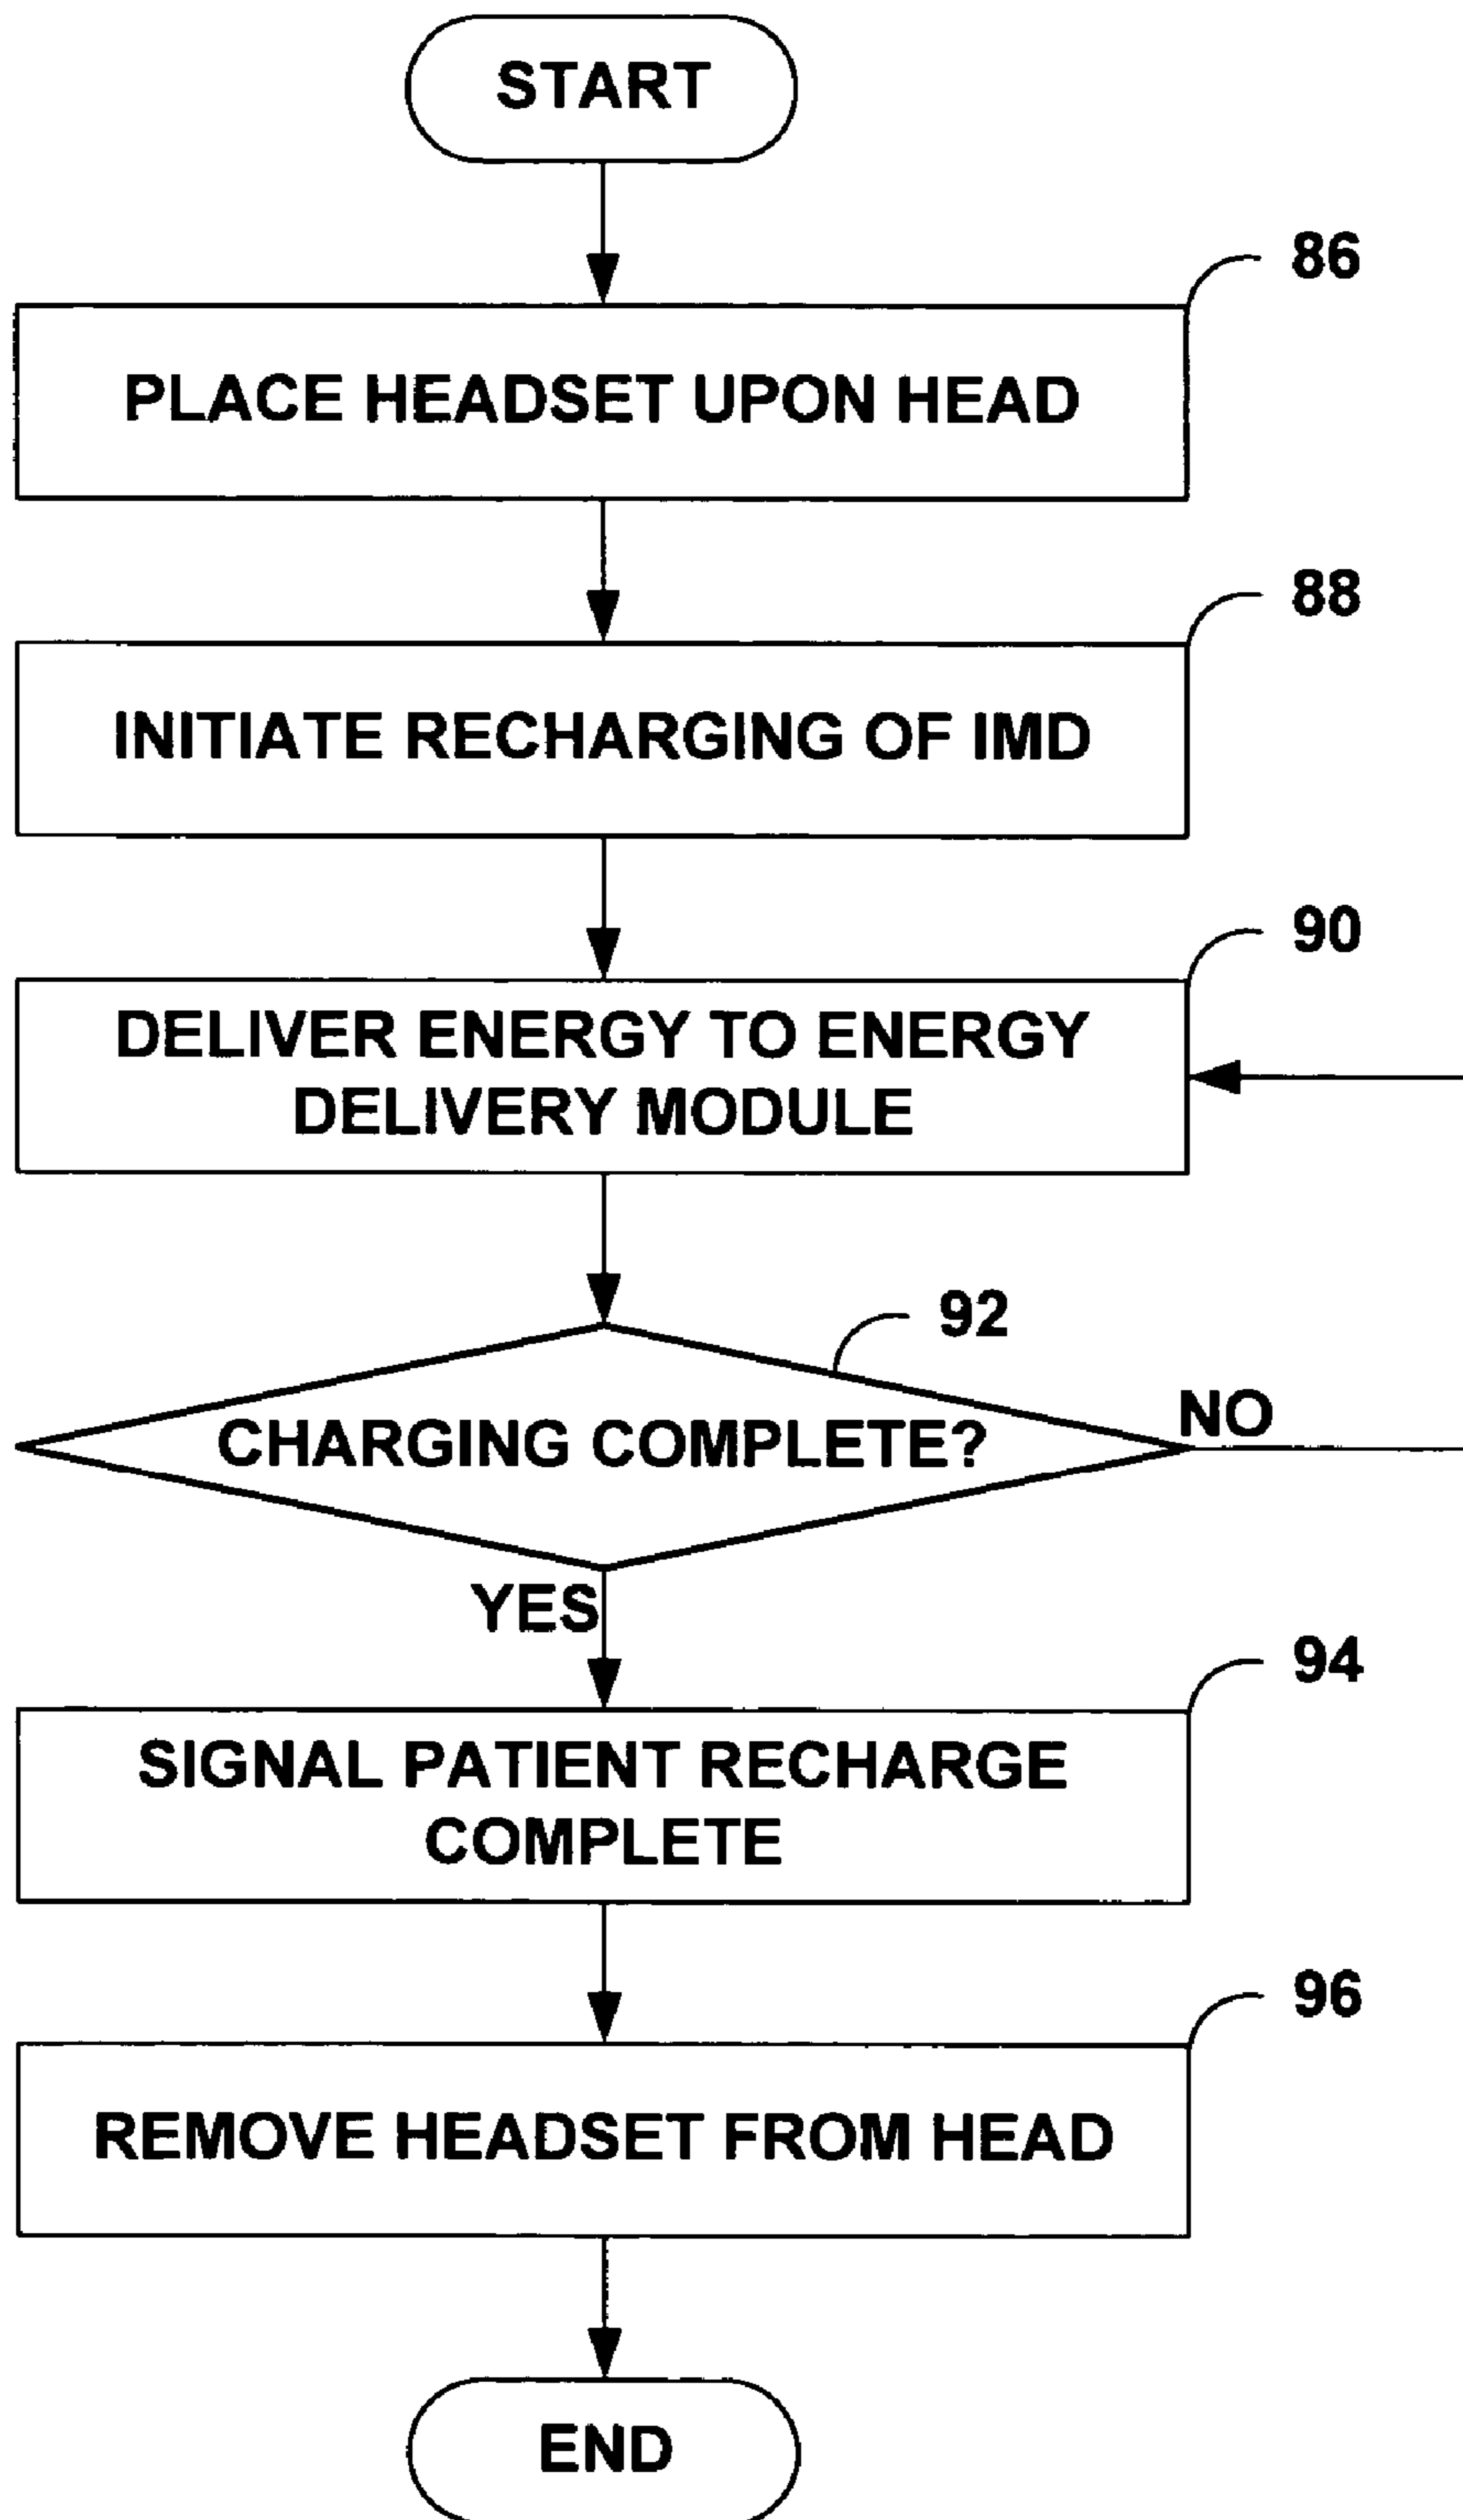 START
86
PLACE HEADSET UPON HEAD
88
INITIATE RECHARGING OF IMD
90
DELIVER ENERGY TO ENERGY
DELIVERY MODULE
92
CHARGING COMPLETE?
NO
YES
94
SIGNAL PATIENT RECHARGE
COMPLETE
96
REMOVE HEADSET FROM HEAD
END